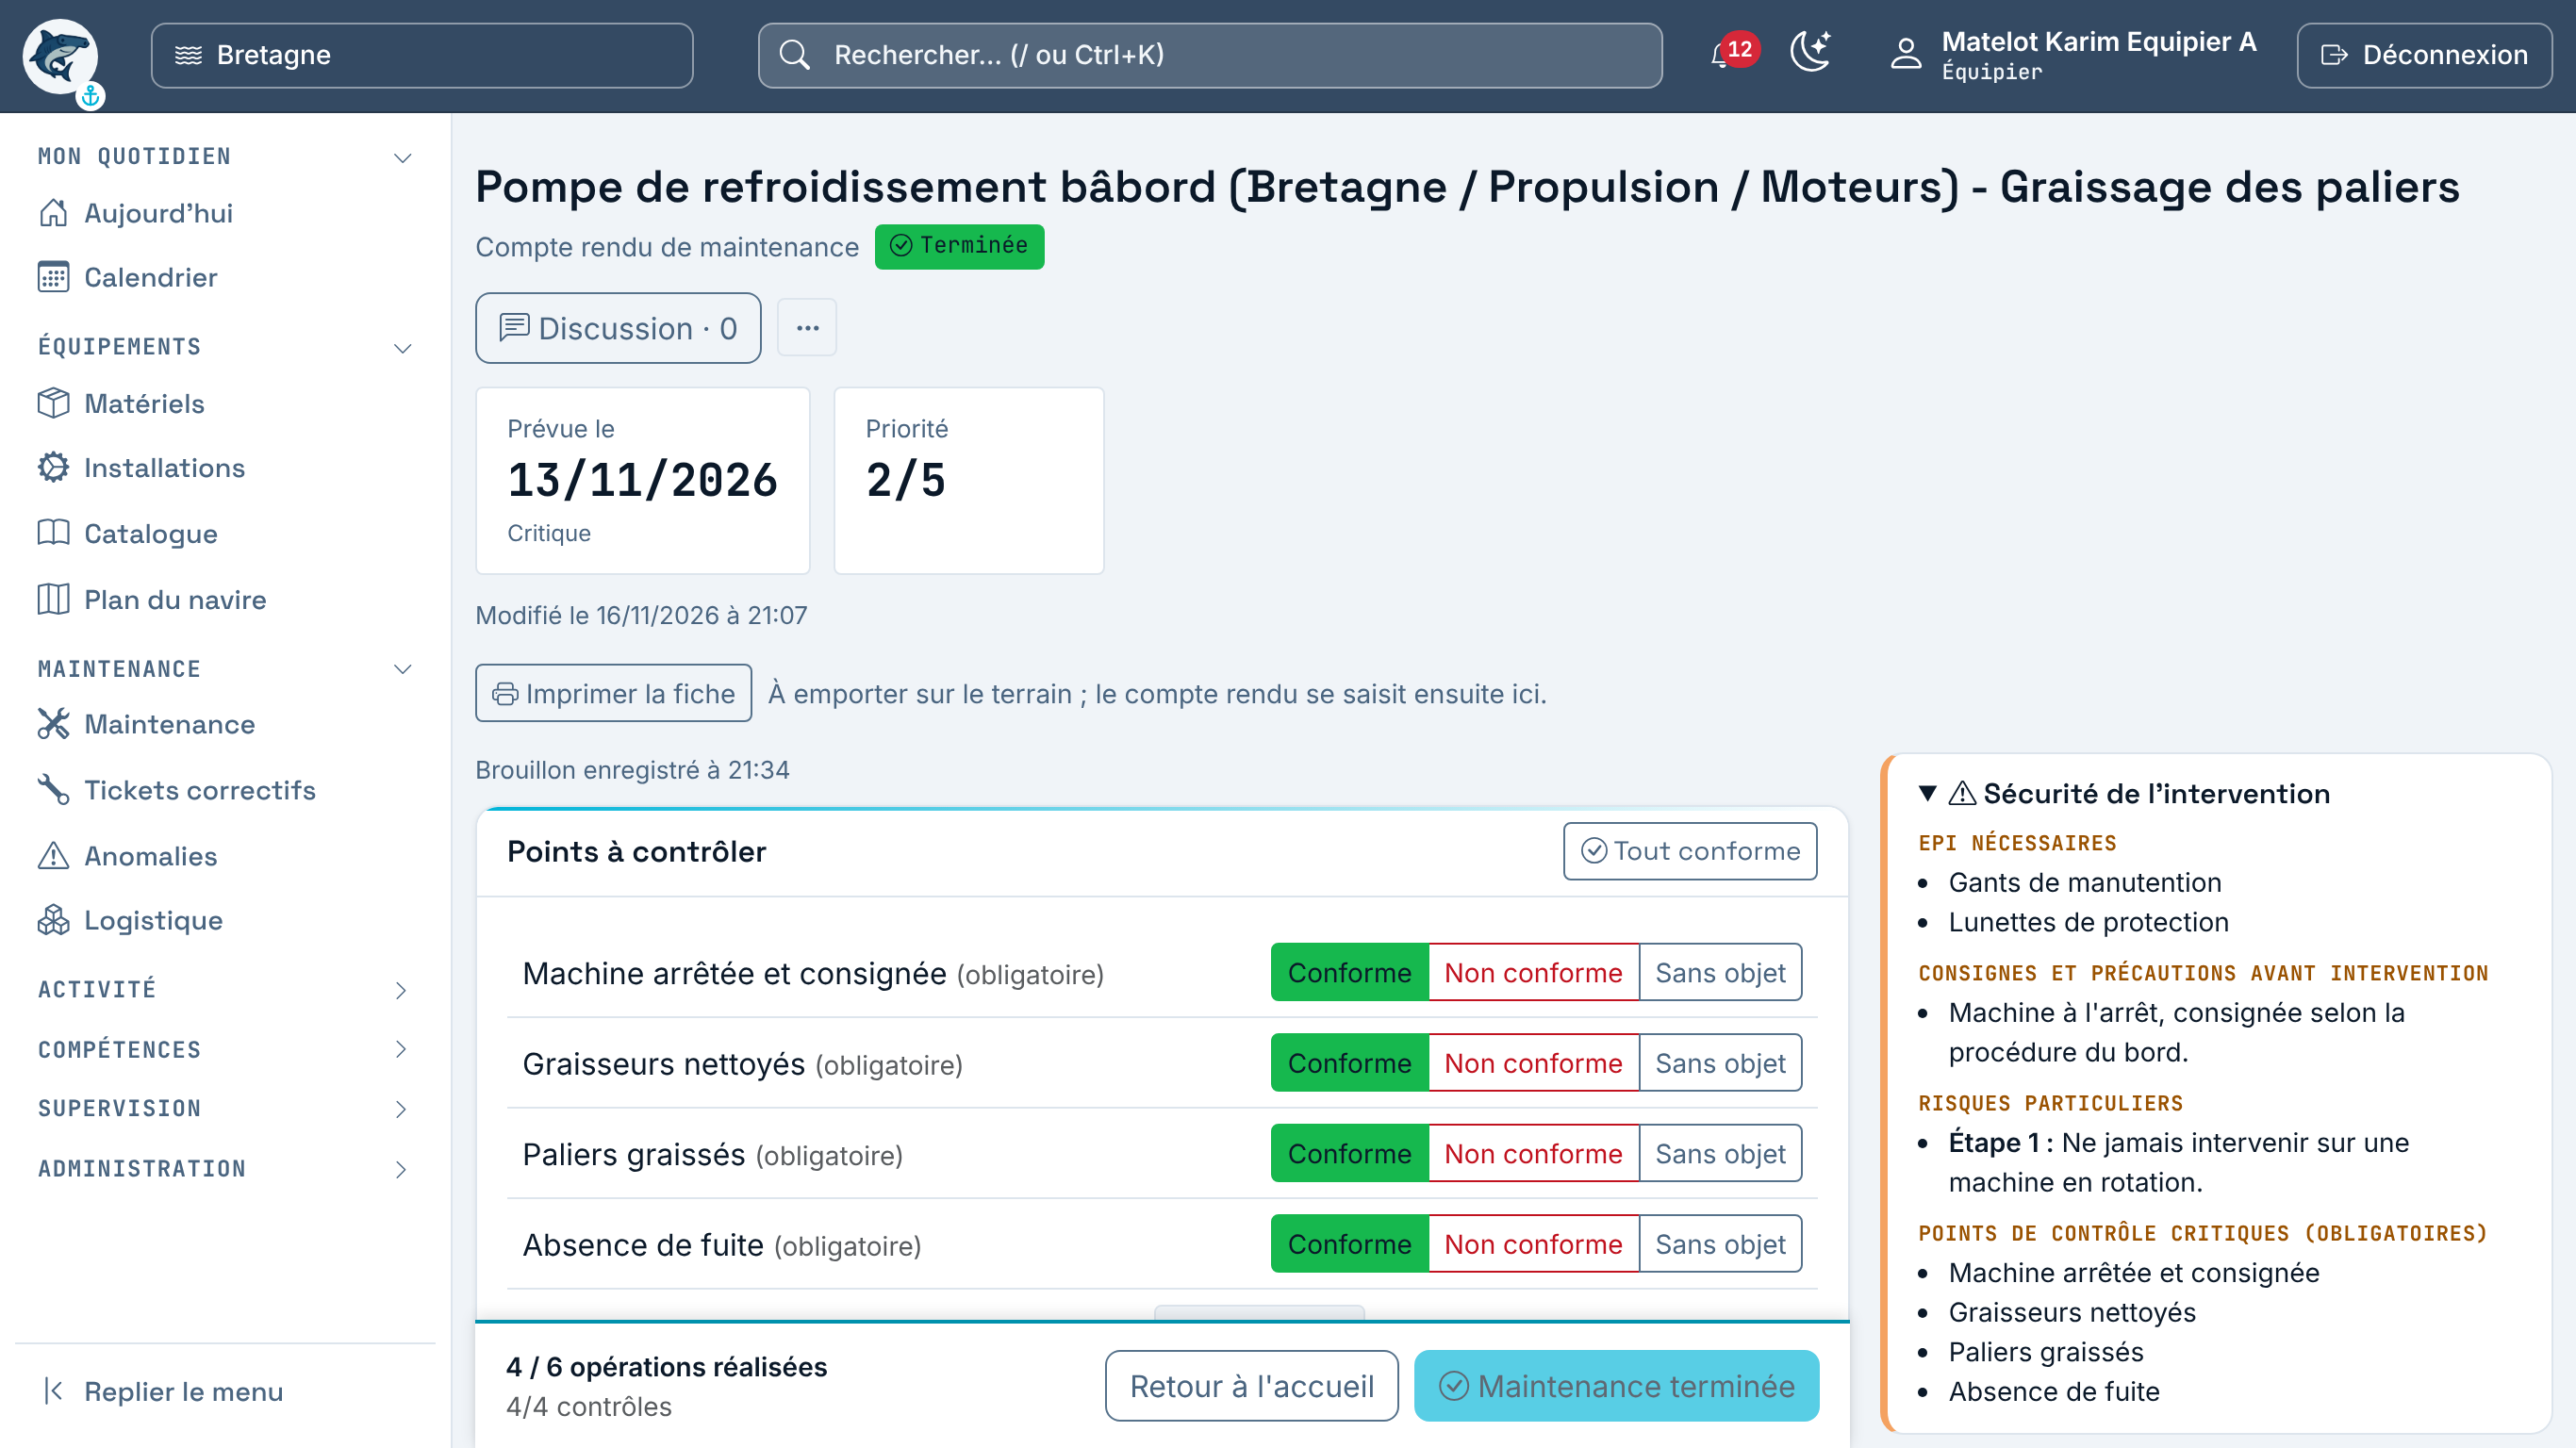 Bretagne
Rechercher... (/ ou Ctrl+K)
12
Matelot Karim Equipier A
Équipier
Déconnexion
MON QUOTIDIEN
Aujourd'hui
Calendrier
ÉQUIPEMENTS
Matériels
Installations
Catalogue
Plan du navire
MAINTENANCE
Maintenance
Tickets correctifs
Anomalies
Logistique
ACTIVITÉ
COMPÉTENCES
SUPERVISION
ADMINISTRATION
Replier le menu
Pompe de refroidissement bâbord (Bretagne / Propulsion / Moteurs) - Graissage des paliers
Compte rendu de maintenance Terminée
Discussion · 0
Prévue le
13/11/2026
Critique
Priorité
2/5
Modifié le 16/11/2026 à 21:07
Imprimer la fiche À emporter sur le terrain ; le compte rendu se saisit ensuite ici.
Brouillon enregistré à 21:34
Points à contrôler Tout conforme
Machine arrêtée et consignée (obligatoire) Conforme Non conforme Sans objet
Graisseurs nettoyés (obligatoire) Conforme Non conforme Sans objet
Paliers graissés (obligatoire) Conforme Non conforme Sans objet
Absence de fuite (obligatoire) Conforme Non conforme Sans objet
4 / 6 opérations réalisées
4/4 contrôles
Retour à l'accueil
Maintenance terminée
Sécurité de l'intervention
EPI NÉCESSAIRES
Gants de manutention
Lunettes de protection
CONSIGNES ET PRÉCAUTIONS AVANT INTERVENTION
Machine à l'arrêt, consignée selon la
procédure du bord.
RISQUES PARTICULIERS
Étape 1 : Ne jamais intervenir sur une
machine en rotation.
POINTS DE CONTRÔLE CRITIQUES (OBLIGATOIRES)
Machine arrêtée et consignée
Graisseurs nettoyés
Paliers graissés
Absence de fuite